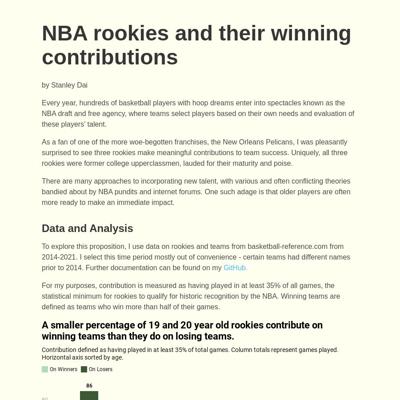 NBA rookies and their winning
contributions
by Stanley Dai
Every year, hundreds of basketball players with hoop dreams enter into spectacles known as the
NBA draft and free agency, where teams select players based on their own needs and evaluation of
these players' talent.
As a fan of one of the more woe-begotten franchises, the New Orleans Pelicans, I was pleasantly
surprised to see three rookies make meaningful contributions to team success. Uniquely, all three
rookies were former college upperclassmen, lauded for their maturity and poise.
There are many approaches to incorporating new talent, with various and often conflicting theories
bandied about by NBA pundits and internet forums. One such adage is that older players are often
more ready to make an immediate impact.
Data and Analysis
To explore this proposition, I use data on rookies and teams from basketball-reference.com from
2014-2021. I select this time period mostly out of convenience - certain teams had different names
prior to 2014. Further documentation can be found on my GitHub.
For my purposes, contribution is measured as having played in at least 35% of all games, the
statistical minimum for rookies to qualify for historic recognition by the NBA. Winning teams are
defined as teams who win more than half of their games.
A smaller percentage of 19 and 20 year old rookies contribute on
winning teams than they do on losing teams.
Contribution defined as having played in at least 35% of total games. Column totals represent games played.
Horizontal axis sorted by age.
On Winners On Losers
86